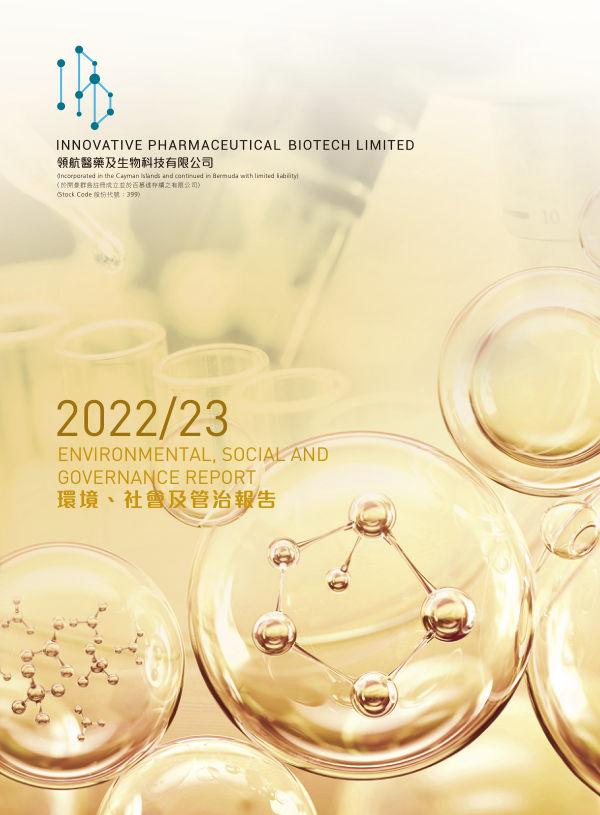 INNOVATIVE PHARMACEUTICAL BIOTECH LIMITED
領航醫藥及生物科技有限公司
(Incorporated in the Cayman Islands and continued in Bermuda with limited liability)
(於開曼群島註冊成立並於百慕達存續之有限公司)
(Stock Code 股份代號：399)
10
2022/23
ENVIRONMENTAL, SOCIAL AND
GOVERNANCE REPORT
環境、社會及管治報告